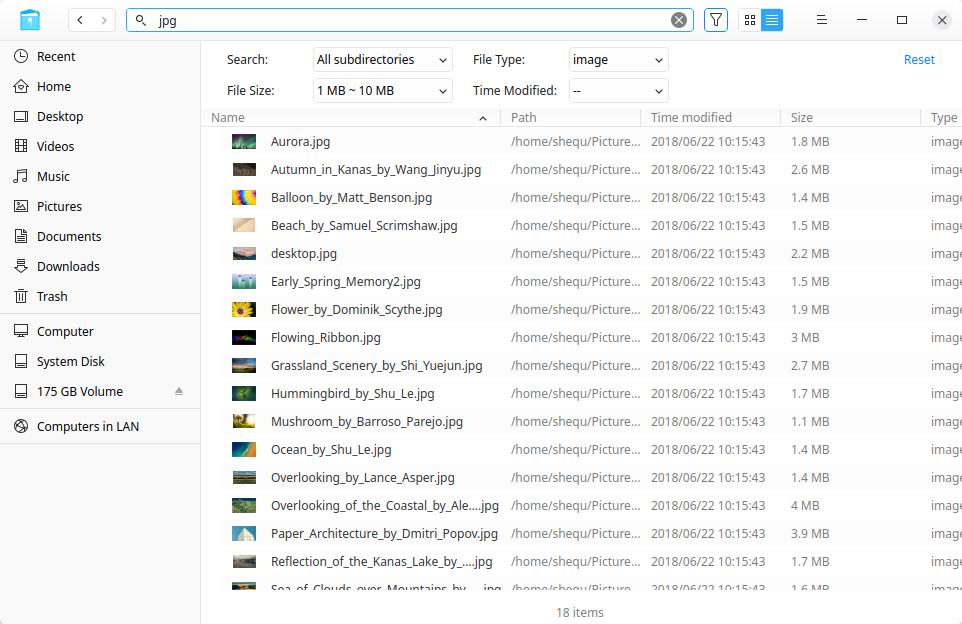 jpg
Recent
Home
Desktop
Videos
Music
Pictures
Documents
Downloads
Trash
Computer
System Disk
175 GB Volume
Computers in LAN
Search: All subdirectories File Type: image Reset
File Size: 1 MB ~ 10 MB Time Modified: --
Name Path Time modified Size Type
Aurora.jpg /home/shequ/Picture... 2018/06/22 10:15:43 1.8 MB image
Autumn_in_Kanas_by_Wang_Jinyu.jpg /home/shequ/Picture... 2018/06/22 10:15:43 2.6 MB image
Balloon_by_Matt_Benson.jpg /home/shequ/Picture... 2018/06/22 10:15:43 1.4 MB image
Beach_by_Samuel_Scrimshaw.jpg /home/shequ/Picture... 2018/06/22 10:15:43 1.5 MB image
desktop.jpg /home/shequ/Picture... 2018/06/22 10:15:43 2.2 MB image
Early_Spring_Memory2.jpg /home/shequ/Picture... 2018/06/22 10:15:43 1.5 MB image
Flower_by_Dominik_Scythe.jpg /home/shequ/Picture... 2018/06/22 10:15:43 1.9 MB image
Flowing_Ribbon.jpg /home/shequ/Picture... 2018/06/22 10:15:43 3 MB image
Grassland_Scenery_by_Shi_Yuejun.jpg /home/shequ/Picture... 2018/06/22 10:15:43 2.7 MB image
Hummingbird_by_Shu_Le.jpg /home/shequ/Picture... 2018/06/22 10:15:43 1.7 MB image
Mushroom_by_Barroso_Parejo.jpg /home/shequ/Picture... 2018/06/22 10:15:43 1.1 MB image
Ocean_by_Shu_Le.jpg /home/shequ/Picture... 2018/06/22 10:15:43 1.4 MB image
Overlooking_by_Lance_Asper.jpg /home/shequ/Picture... 2018/06/22 10:15:43 1.4 MB image
Overlooking_of_the_Coastal_by_Ale....jpg /home/shequ/Picture... 2018/06/22 10:15:43 4 MB image
Paper_Architecture_by_Dmitri_Popov.jpg /home/shequ/Picture... 2018/06/22 10:15:43 3.9 MB image
Reflection_of_the_Kanas_Lake_by_....jpg /home/shequ/Picture... 2018/06/22 10:15:43 1.7 MB image
Sea_of_Clouds_over_Mountains_by_....jpg /home/shequ/Picture... 2018/06/22 10:15:43 1.6 MB image
18 items